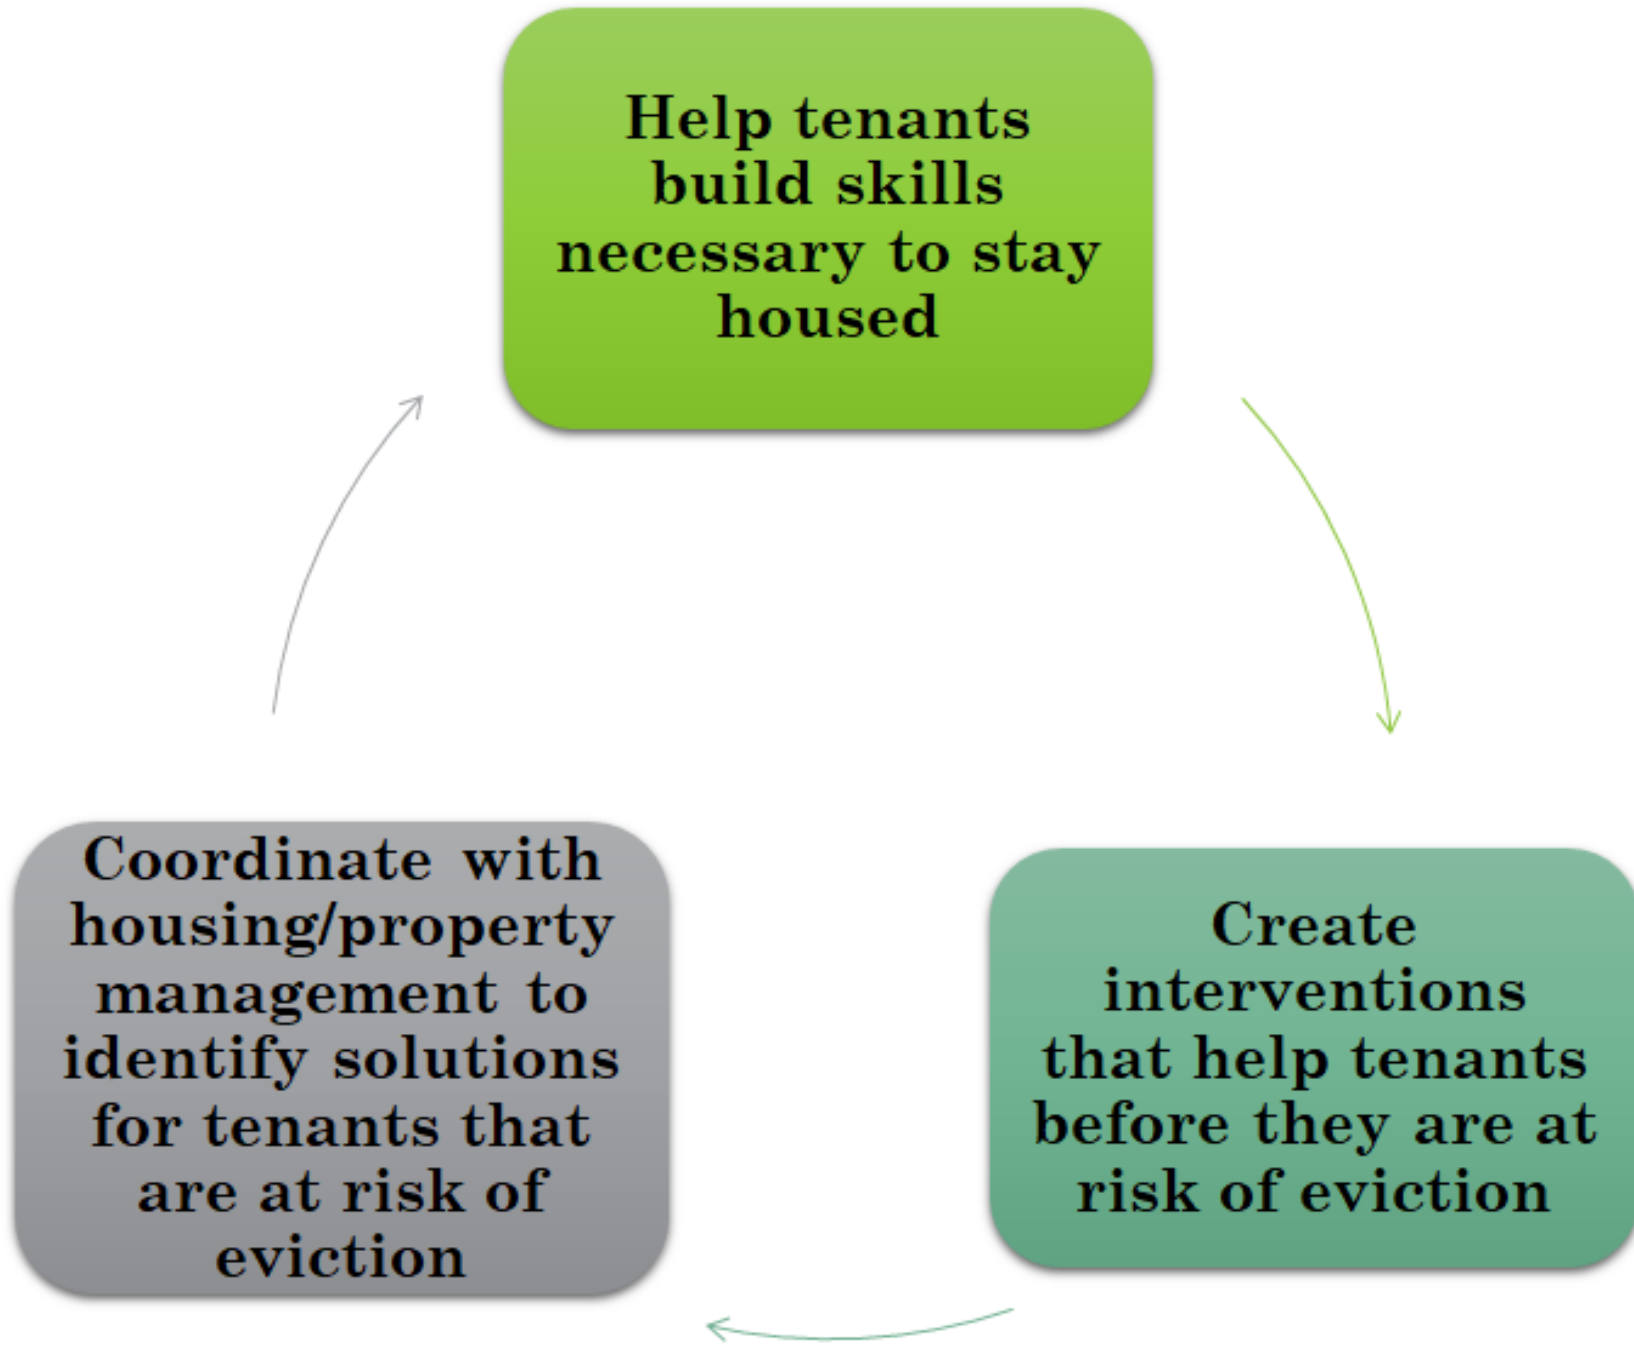 Help tenants
build skills
necessary to stay
housed
Create
interventions
that help tenants
before they are at
risk of eviction
Coordinate with
housing/property
management to
identify solutions
for tenants that
are at risk of
eviction